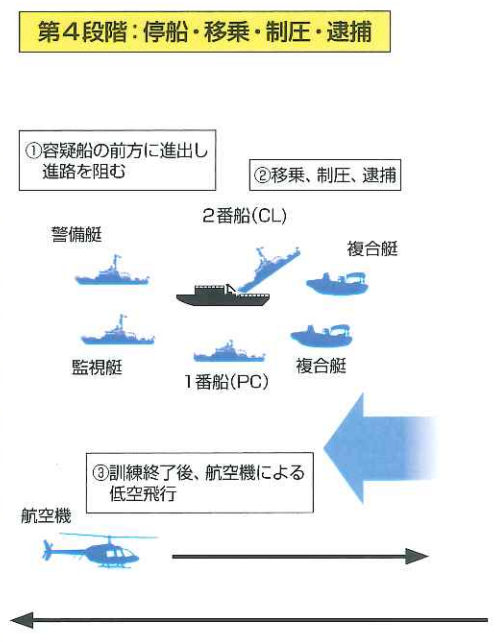 第4段階：停船・移乗・制圧・逮捕
①容疑船の前方に進出し
進路を阻む
②移乗、制圧、逮捕
2番船(CL)
警備艇
複合艇
監視艇
1番船(PC)
複合艇
③訓練終了後、航空機による
低空飛行
航空機